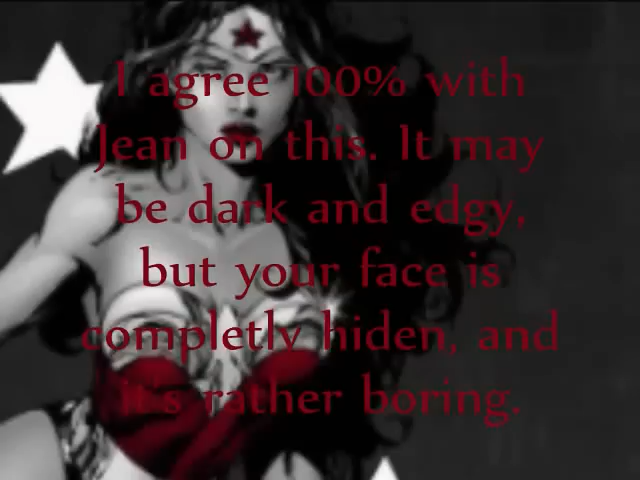 I agree 100% with
Jean on this. It may
be dark and edgy,
but your face is
completly hiden, and
it's rather boring.